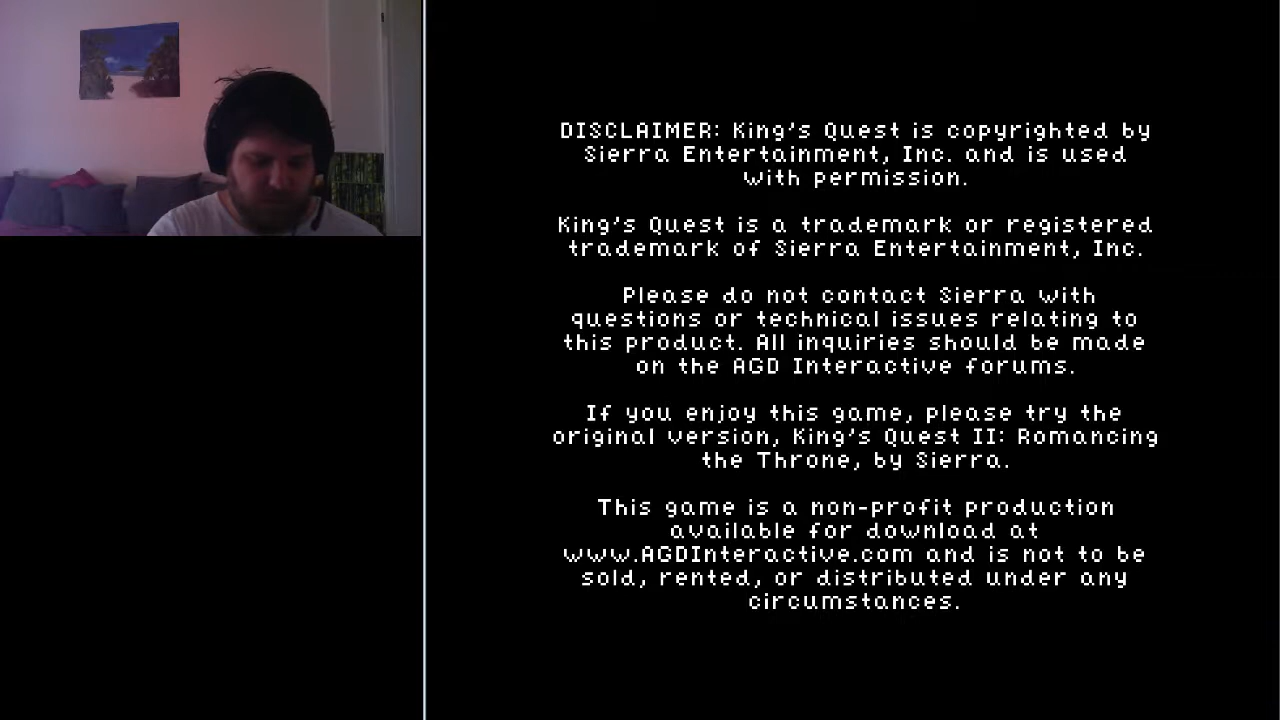 DISCLAIMER: King's Quest is copyrighted by
Sierra Entertainment, Inc. and is used
with permission.
King's Quest is a trademark or registered
trademark of Sierra Entertainment, Inc.
Please do not contact Sierra with
questions or technical issues relating to
this product. All inquiries should be made
on the AGD Interactive forums.
If you enjoy this game, please try the
original version, King's Quest II: Romancing
the Throne, by Sierra.
This game is a non-profit production
available for download at
www.AGDInteractive.com and is not to be
sold, rented, or distributed under any
circumstances.